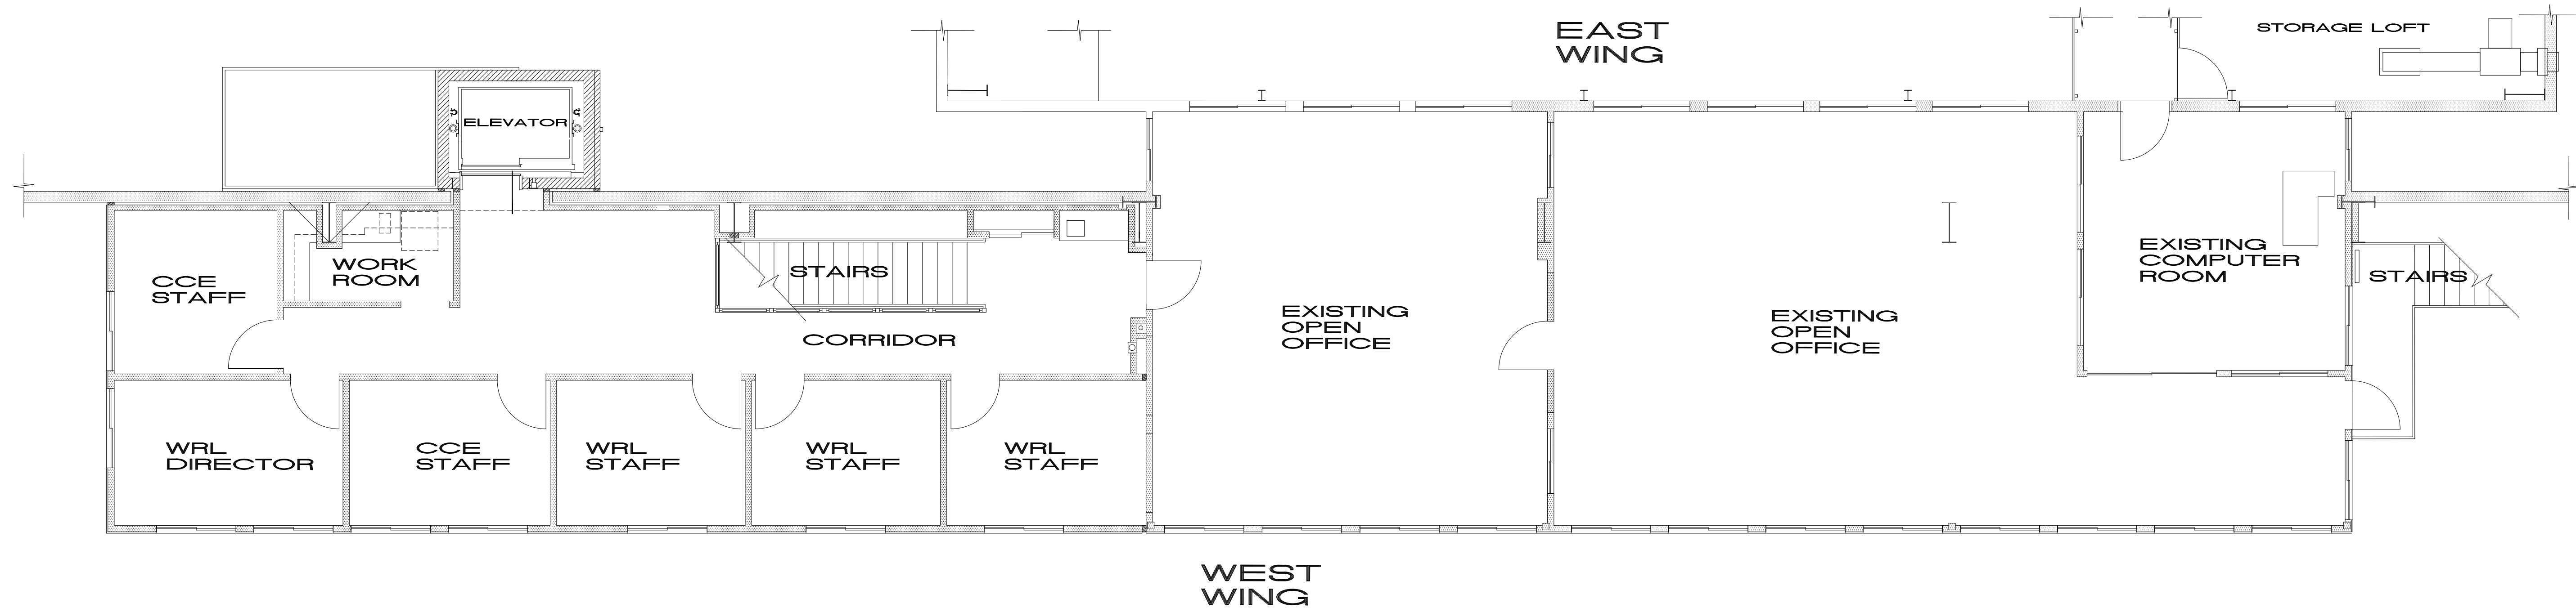 EAST
WING
STORAGE LOFT
ELEVATOR
CCE
STAFF
WORK
ROOM
STAIRS
CORRIDOR
EXISTING
OPEN
OFFICE
EXISTING
OPEN
OFFICE
EXISTING
COMPUTER
ROOM
STAIRS
WRL
DIRECTOR
CCE
STAFF
WRL
STAFF
WRL
STAFF
WRL
STAFF
WEST
WING